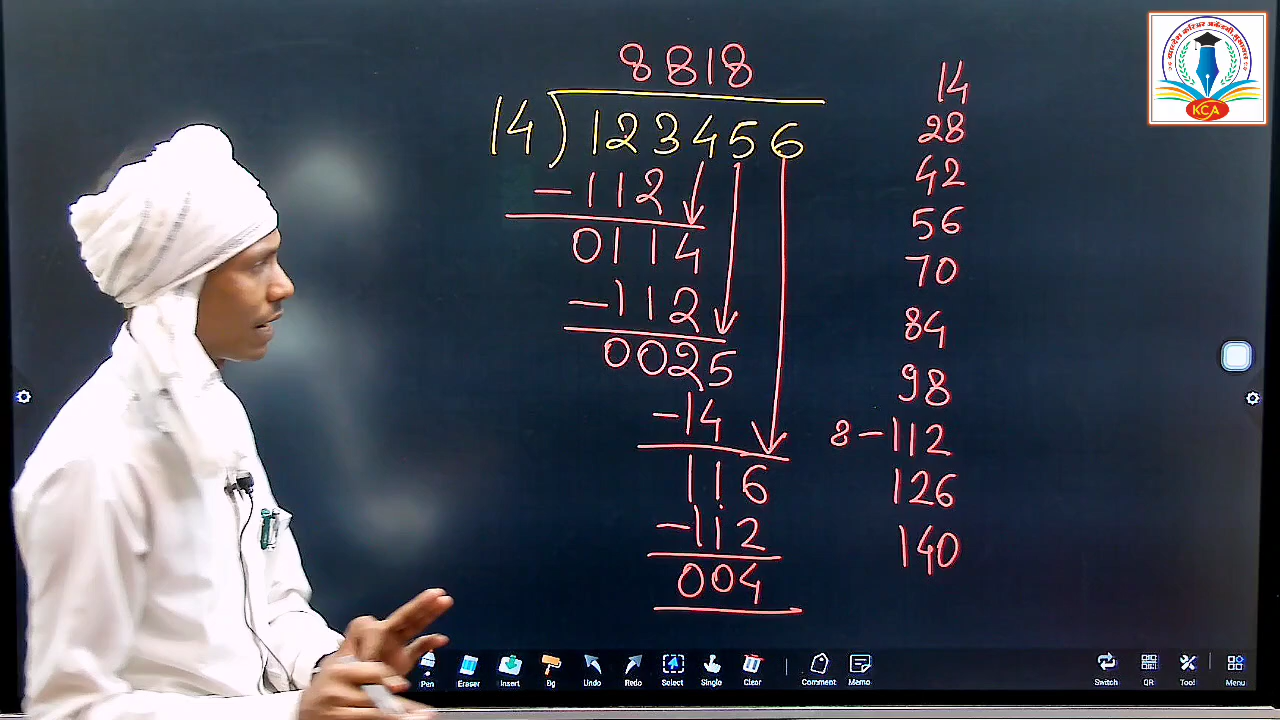 8818
14)123456
-112
0114
-112
0025
-14
116
-112
004
14
28
42
56
70
84
98
8-112
126
140
KCA
Pen
Eraser
Insert
Bg
Undo
Redo
Select
Single
Clear
Comment
Memo
Switch
QR
Tool
Menu